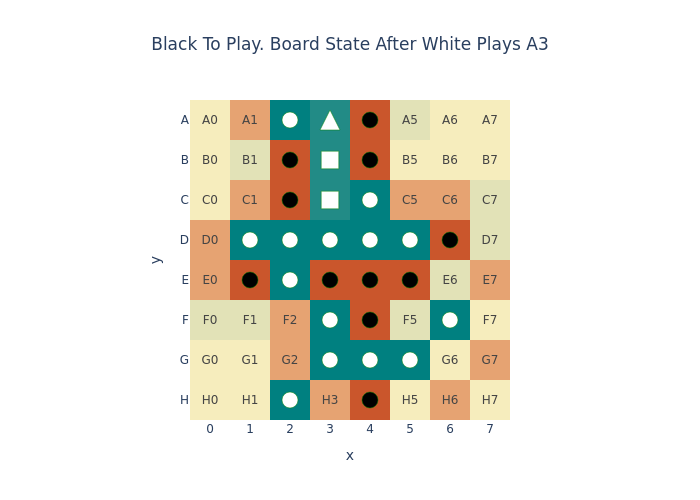 Black To Play. Board State After White Plays A3
A A0 A1 A5 A6 A7
B B0 B1 B5 B6 B7
C C0 C1 C5 C6 C7
D D0 D7
E E0 E6 E7
F F0 F1 F2 F5 F7
G G0 G1 G2 G6 G7
H H0 H1 H3 H5 H6 H7
0 1 2 3 4 5 6 7
x
y